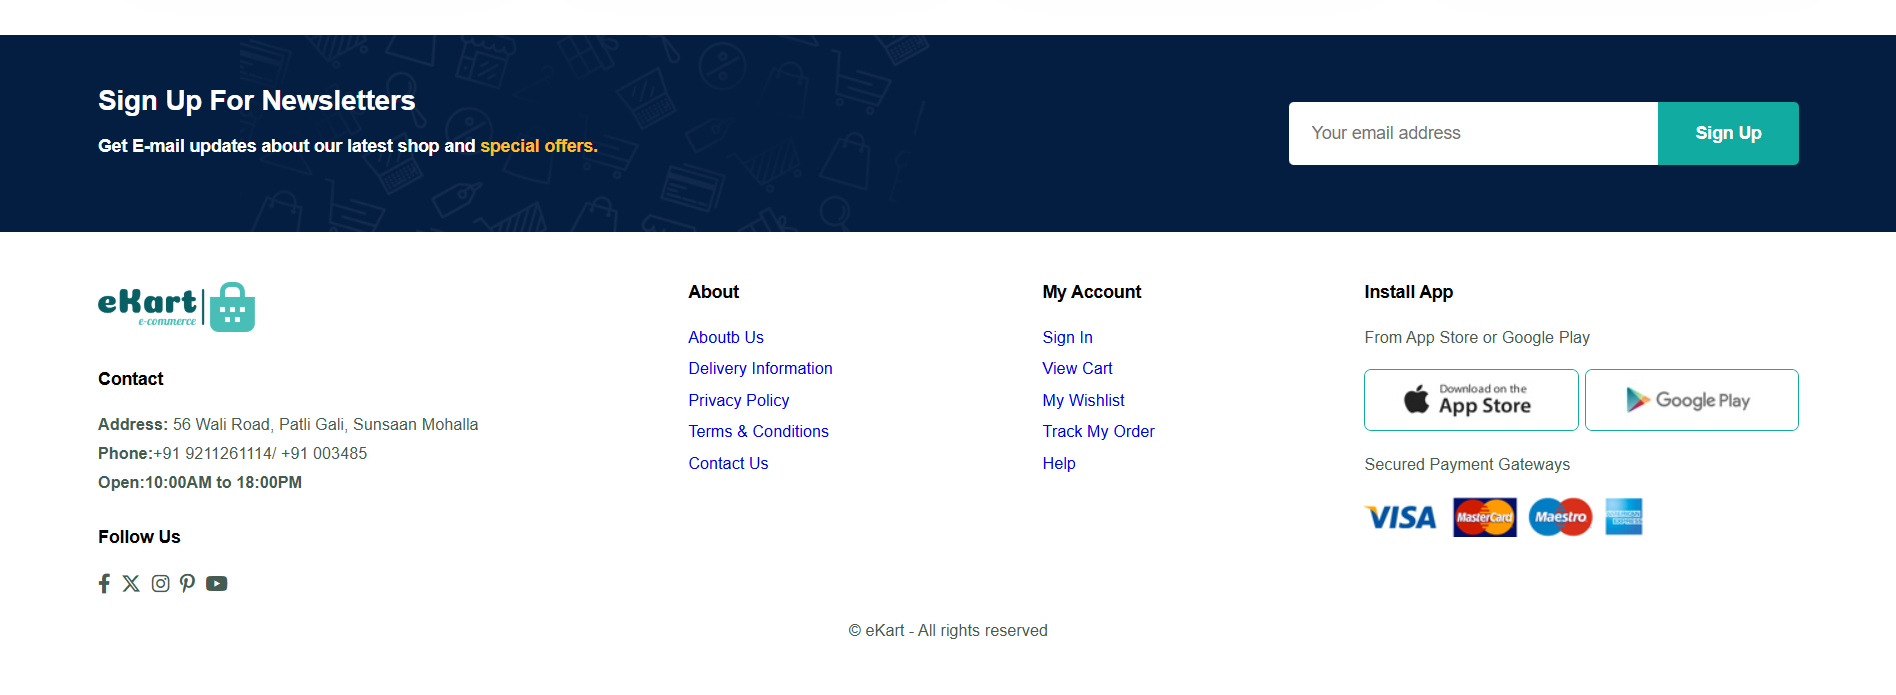 Sign Up For Newsletters
Get E-mail updates about our latest shop and special offers.
Your email address
Sign Up
eKart
e-commerce
Contact
Address: 56 Wali Road, Patli Gali, Sunsaan Mohalla
Phone:+91 9211261114/ +91 003485
Open:10:00AM to 18:00PM
Follow Us
About
Aboutb Us
Delivery Information
Privacy Policy
Terms & Conditions
Contact Us
My Account
Sign In
View Cart
My Wishlist
Track My Order
Help
Install App
From App Store or Google Play
Download on the
App Store
Google Play
Secured Payment Gateways
VISA
MasterCard
Maestro
AMERICAN
EXPRESS
© eKart - All rights reserved